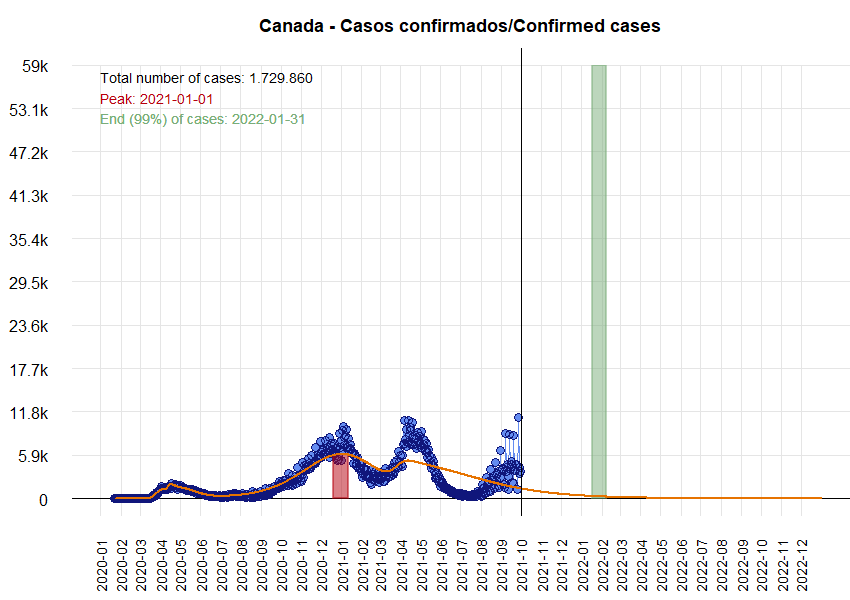 Canada - Casos confirmados/Confirmed cases
59k
Total number of cases: 1.729.860
Peak: 2021-01-01
53.1k
End (99%) of cases: 2022-01-31
47.2k
41.3k
35.4k
29.5k
23.6k
17.7k
11.8k
5.9k
0
2020-01
2020-02
2020-03
2020-04
2020-05
2020-06
2020-07
2020-08
2020-09
2020-10
2020-11
2020-12
2021-01
2021-03
2021-04
2021-05
2021-06
2021-07
2021-08
2021-09
2021-10
2021-11
2021-12
2022-01
2022-02
2022-03
2022-04
2022-05
2022-06
2022-07
2022-08
2022-09
2022-10
2022-11
2022-12